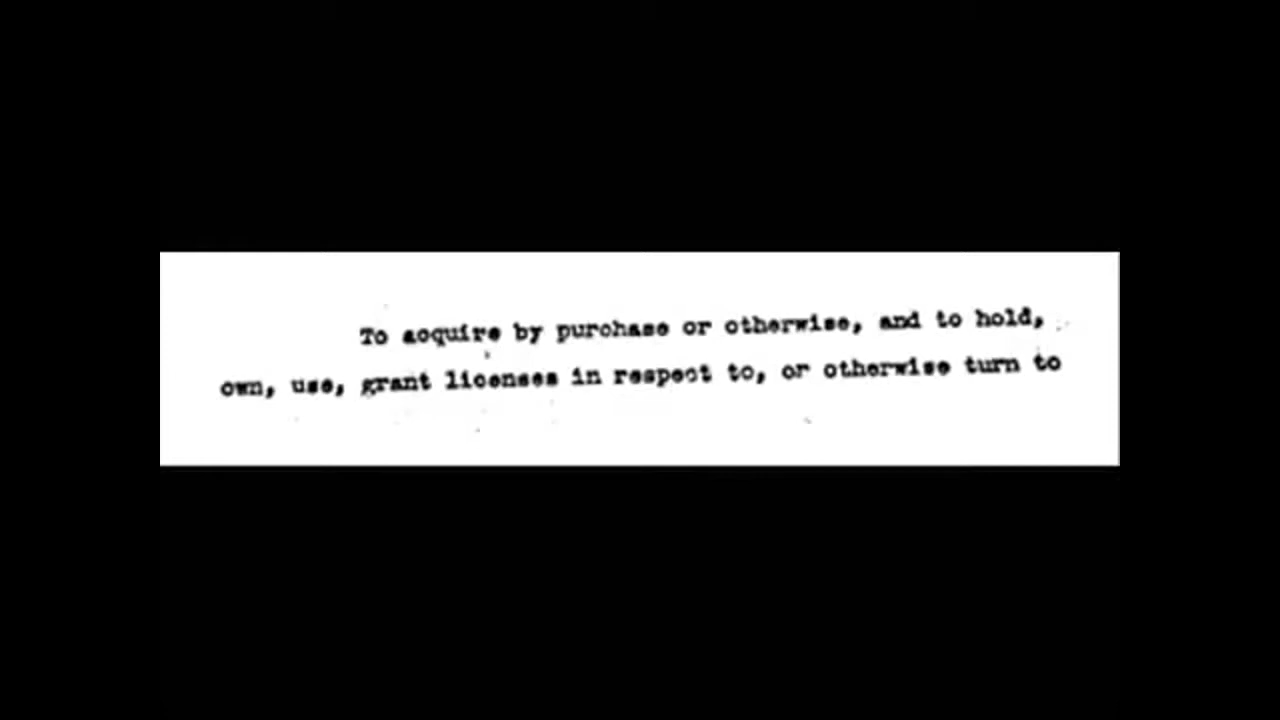 To acquire by purchase or otherwise, and to hold,
own, use, grant licenses in respect to, or otherwise turn to